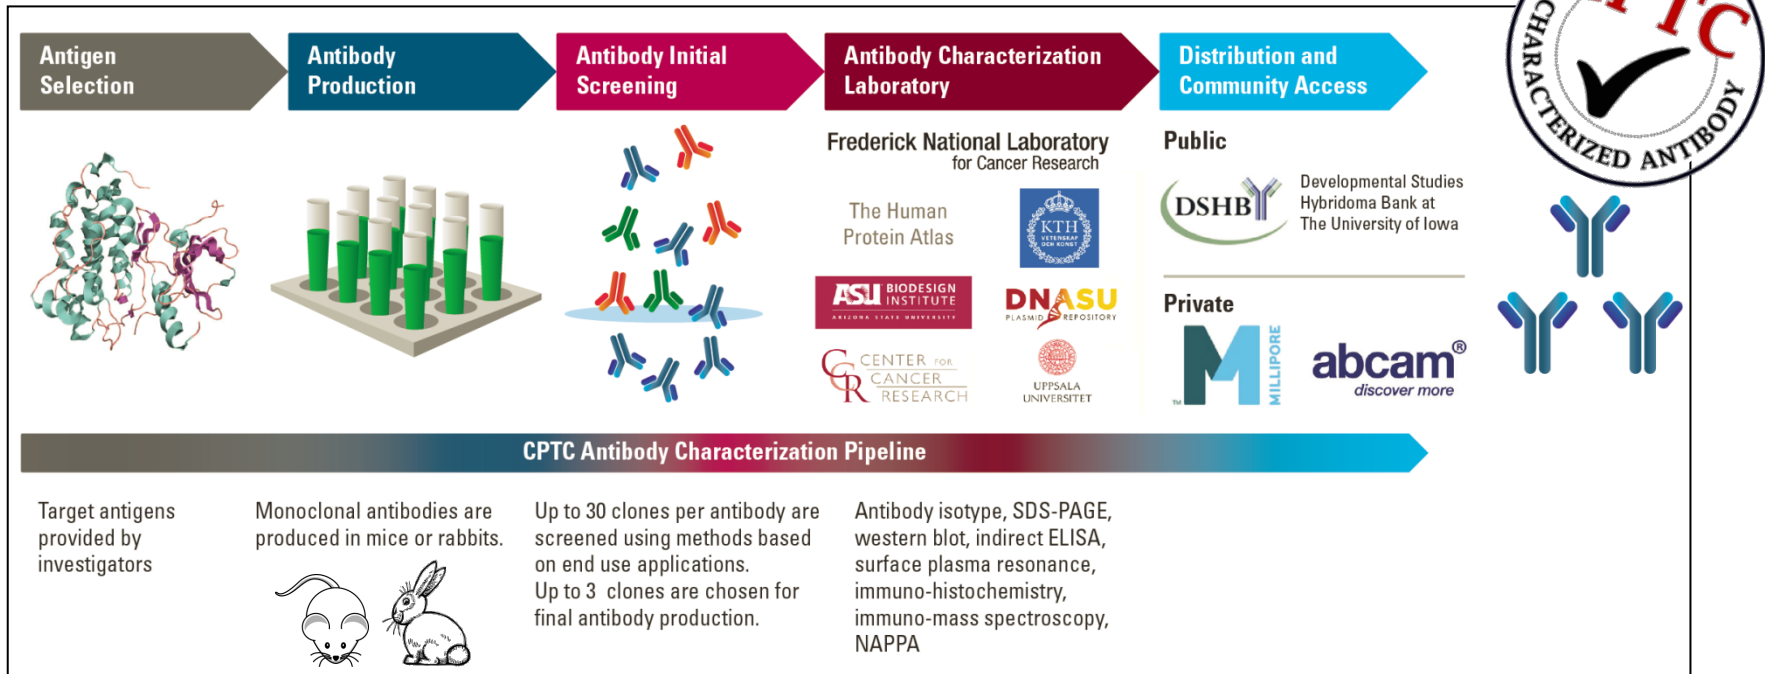 Antigen
Selection
Antibody
Production
Antibody Initial
Screening
Antibody Characterization
Laboratory
Distribution and
Community Access
CPTC
CHARACTERIZED ANTIBODY
Frederick National Laboratory
for Cancer Research
The Human
Protein Atlas
KTH
VETENSKAP
OCH KONST
ASU BIODESIGN
INSTITUTE
ARIZONA STATE UNIVERSITY
DNASU
PLASMID REPOSITORY
CCR CENTER FOR
CANCER
RESEARCH
UPPSALA
UNIVERSITET
Public
DSHB
Developmental Studies
Hybridoma Bank at
The University of Iowa
Private
M MILLIPORE
TM
abcam®
discover more
CPTC Antibody Characterization Pipeline
Target antigens
provided by
investigators
Monoclonal antibodies are
produced in mice or rabbits.
Up to 30 clones per antibody are
screened using methods based
on end use applications.
Up to 3 clones are chosen for
final antibody production.
Antibody isotype, SDS-PAGE,
western blot, indirect ELISA,
surface plasma resonance,
immuno-histochemistry,
immuno-mass spectroscopy,
NAPPA